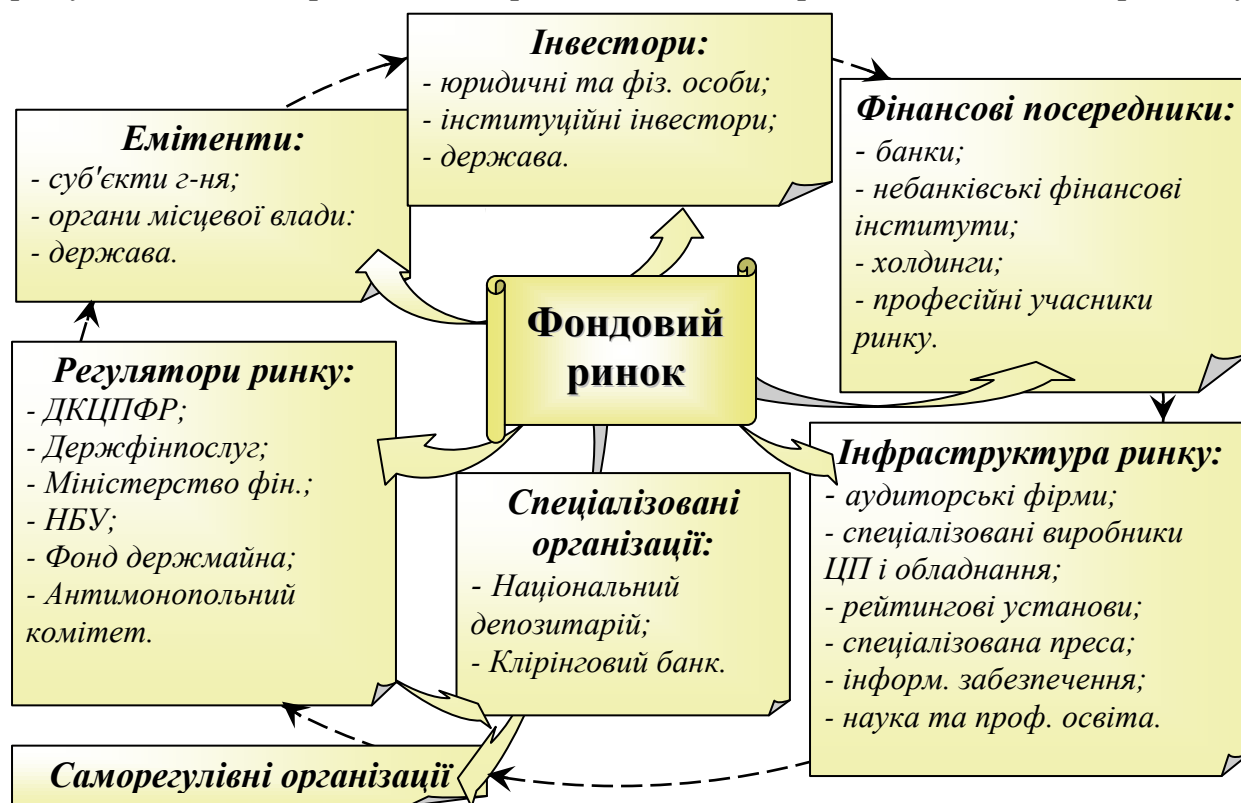 Інвестори:
- юридичні та фіз. особи;
- інституційні інвестори;
- держава.
Емітенти:
- суб'єкти г-ня;
- органи місцевої влади:
- держава.
Фінансові посередники:
- банки;
- небанківські фінансові
інститути;
- холдинги;
- професійні учасники
ринку.
Фондовий
ринок
Регулятори ринку:
- ДКЦПФР;
- Держфінпослуг;
- Міністерство фін.;
- НБУ;
- Фонд держмайна;
- Антимонопольний
комітет.
Спеціалізовані
організації:
- Національний
депозитарій;
- Кліринговий банк.
Інфраструктура ринку:
- аудиторські фірми;
- спеціалізовані виробники
ЦП і обладнання;
- рейтингові установи;
- спеціалізована преса;
- інформ. забезпечення;
- наука та проф. освіта.
Саморегулівні організації